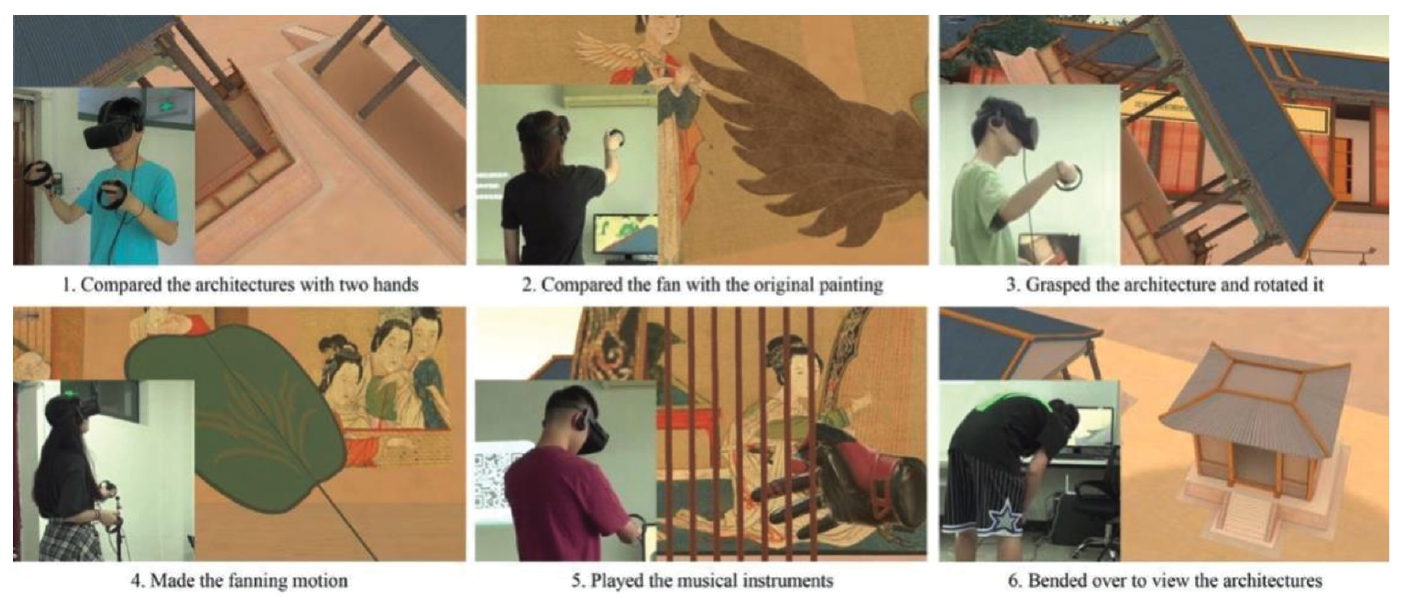 1. Compared the architectures with two hands
2. Compared the fan with the original painting
3. Grasped the architecture and rotated it
4. Made the fanning motion
5. Played the musical instruments
6. Bended over to view the architectures